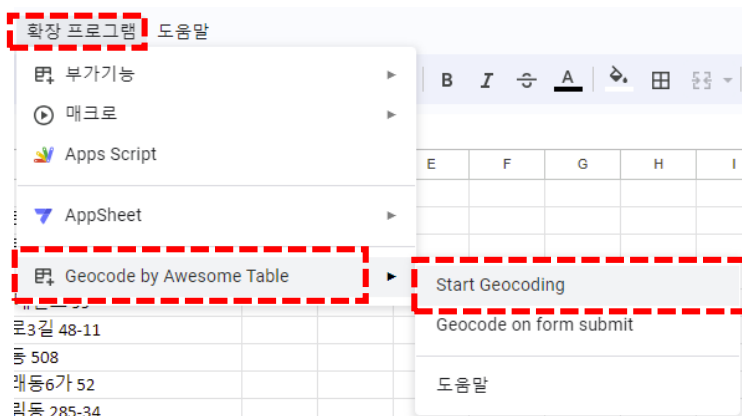 확장 프로그램 도움말
부가기능
매크로
Apps Script
AppSheet
Geocode by Awesome Table
Start Geocoding
Geocode on form submit
도움말
B I S A
E F G H I
로3길 48-11
동 508
래동6가 52
림동 285-34